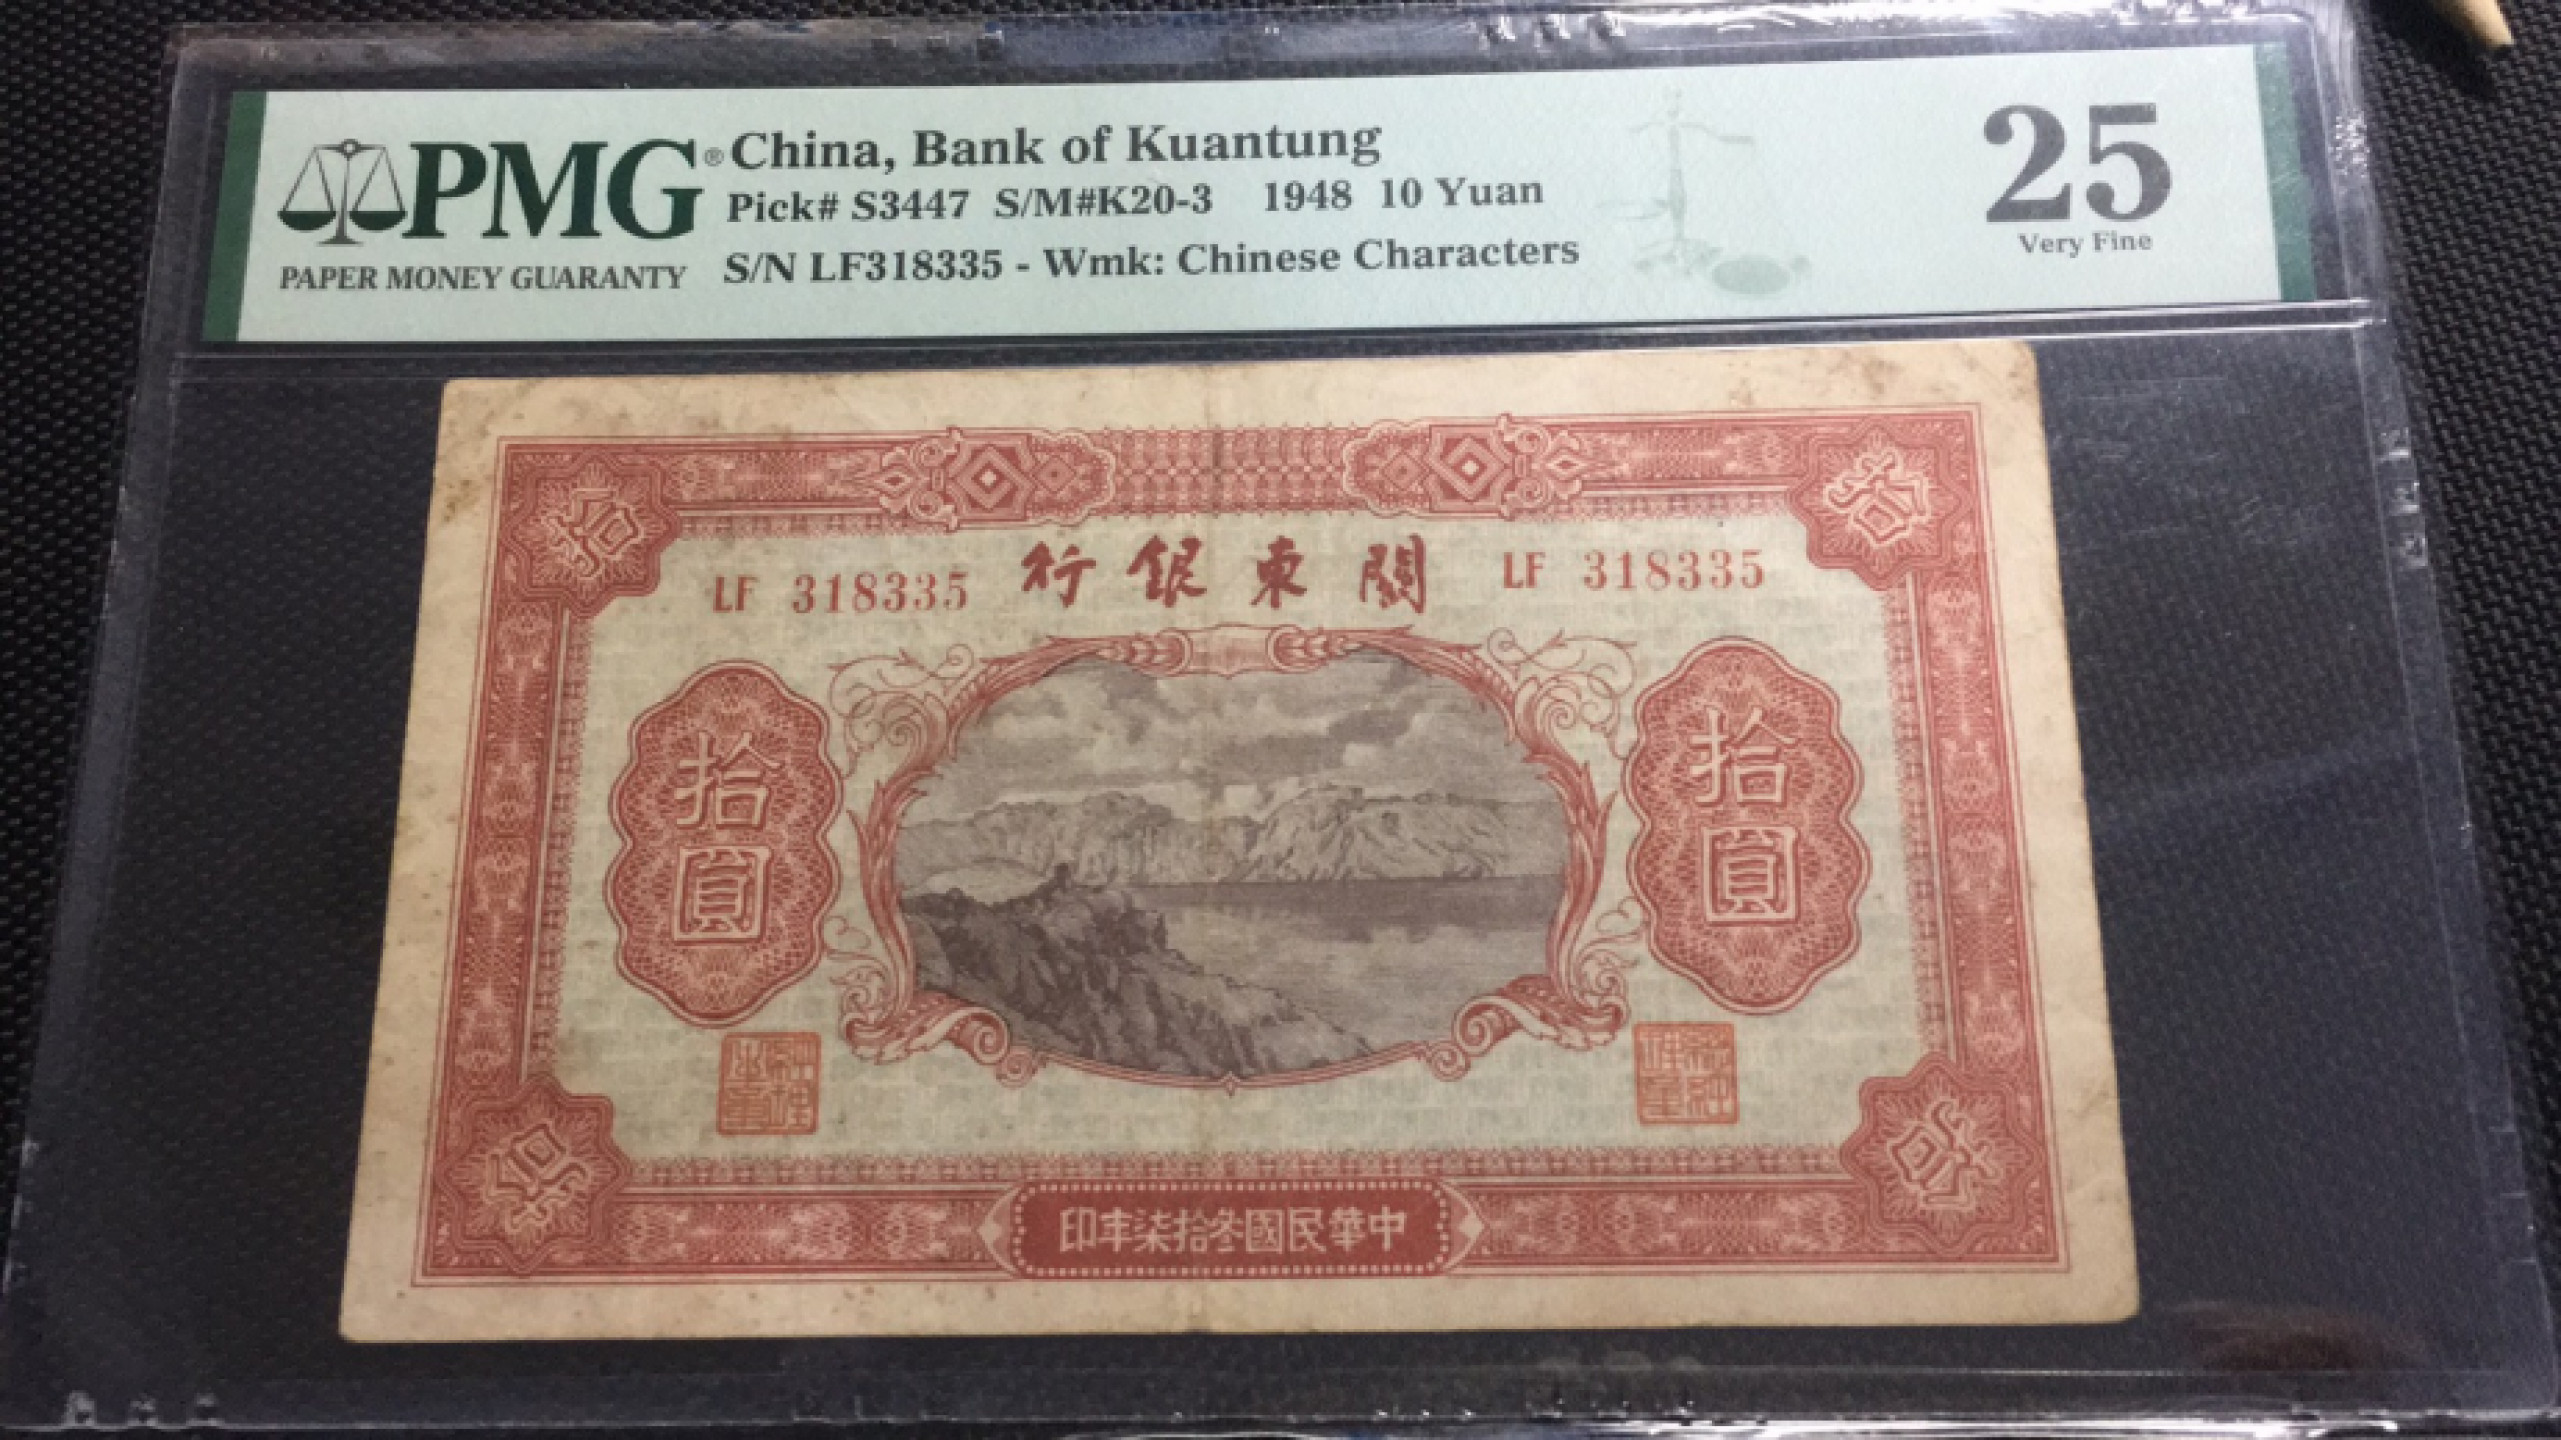 PMG® China, Bank of Kuantung
Pick# S3447 S/M#K20-3 1948 10 Yuan
S/N LF318335 - Wmk: Chinese Characters
PAPER MONEY GUARANTY
25
Very Fine
拾
拾
LF 318335
行銀東關
LF 318335
拾圓
拾圓
拾
拾
印年柒拾叁國民華中